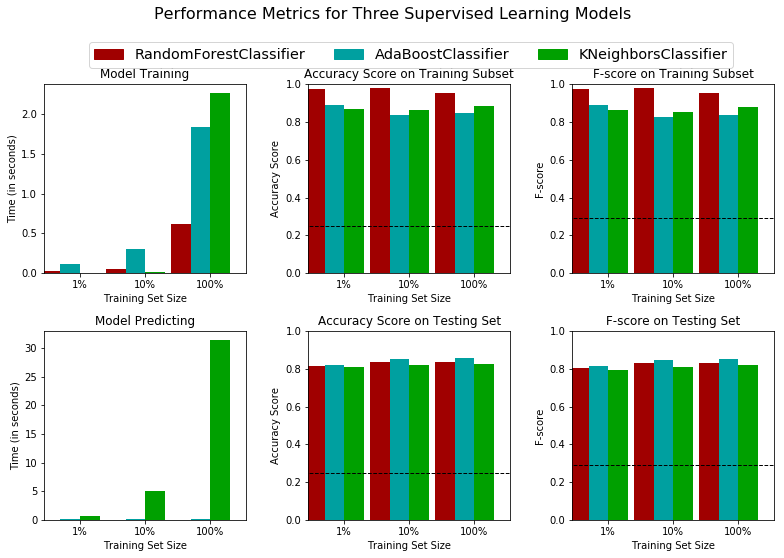 Performance Metrics for Three Supervised Learning Models
RandomForestClassifier AdaBoostClassifier KNeighborsClassifier
Model Training
Time (in seconds)
2.0
1.5
1.0
0.5
0.0
1% 10% 100%
Training Set Size
Accuracy Score on Training Subset
Accuracy Score
1.0
0.8
0.6
0.4
0.2
0.0
1% 10% 100%
Training Set Size
F-score on Training Subset
F-score
1.0
0.8
0.6
0.4
0.2
0.0
1% 10% 100%
Training Set Size
Model Predicting
Time (in seconds)
30
25
20
15
10
5
0
1% 10% 100%
Training Set Size
Accuracy Score on Testing Set
Accuracy Score
1.0
0.8
0.6
0.4
0.2
0.0
1% 10% 100%
Training Set Size
F-score on Testing Set
F-score
1.0
0.8
0.6
0.4
0.2
0.0
1% 10% 100%
Training Set Size